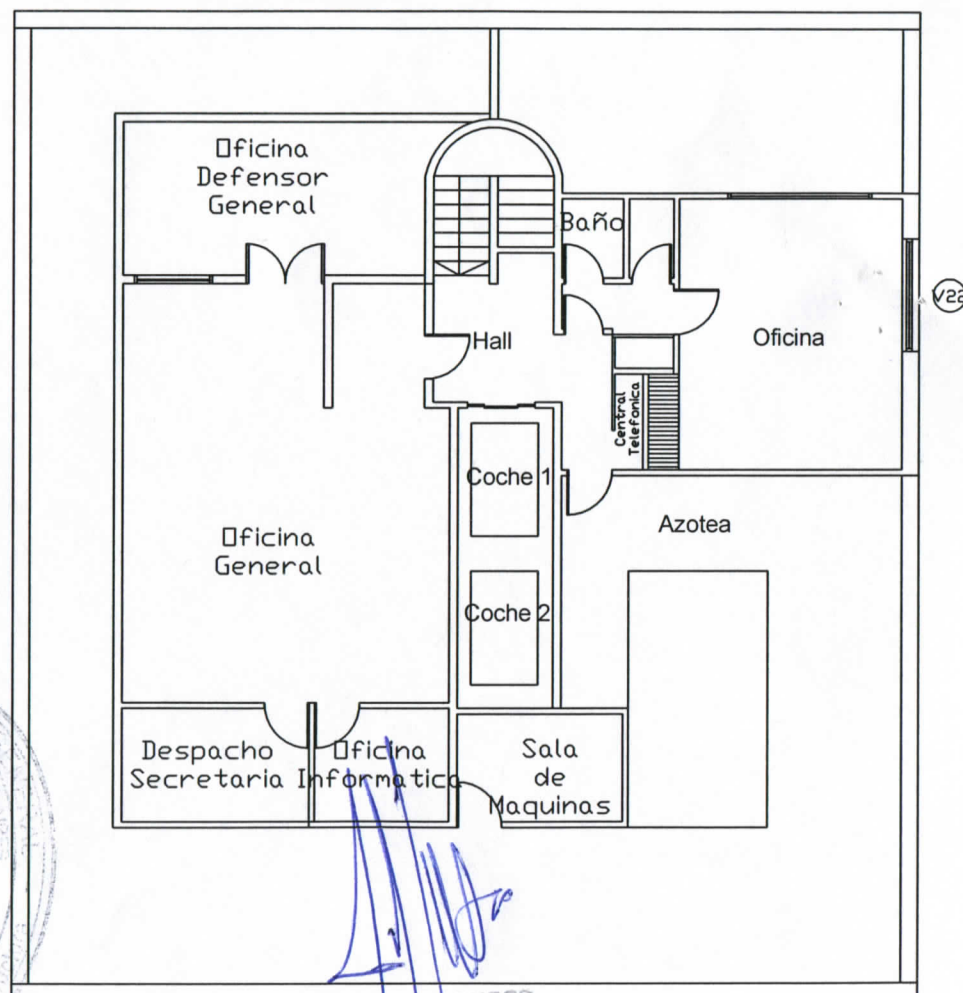 Oficina
Defensor
General
Baño
V22
Hall
Oficina
Central
Telefonica
Coche 1
Azotea
Oficina
General
Coche 2
Despacho
Secretaria
Oficina
Informatica
Sala
de
Maquinas